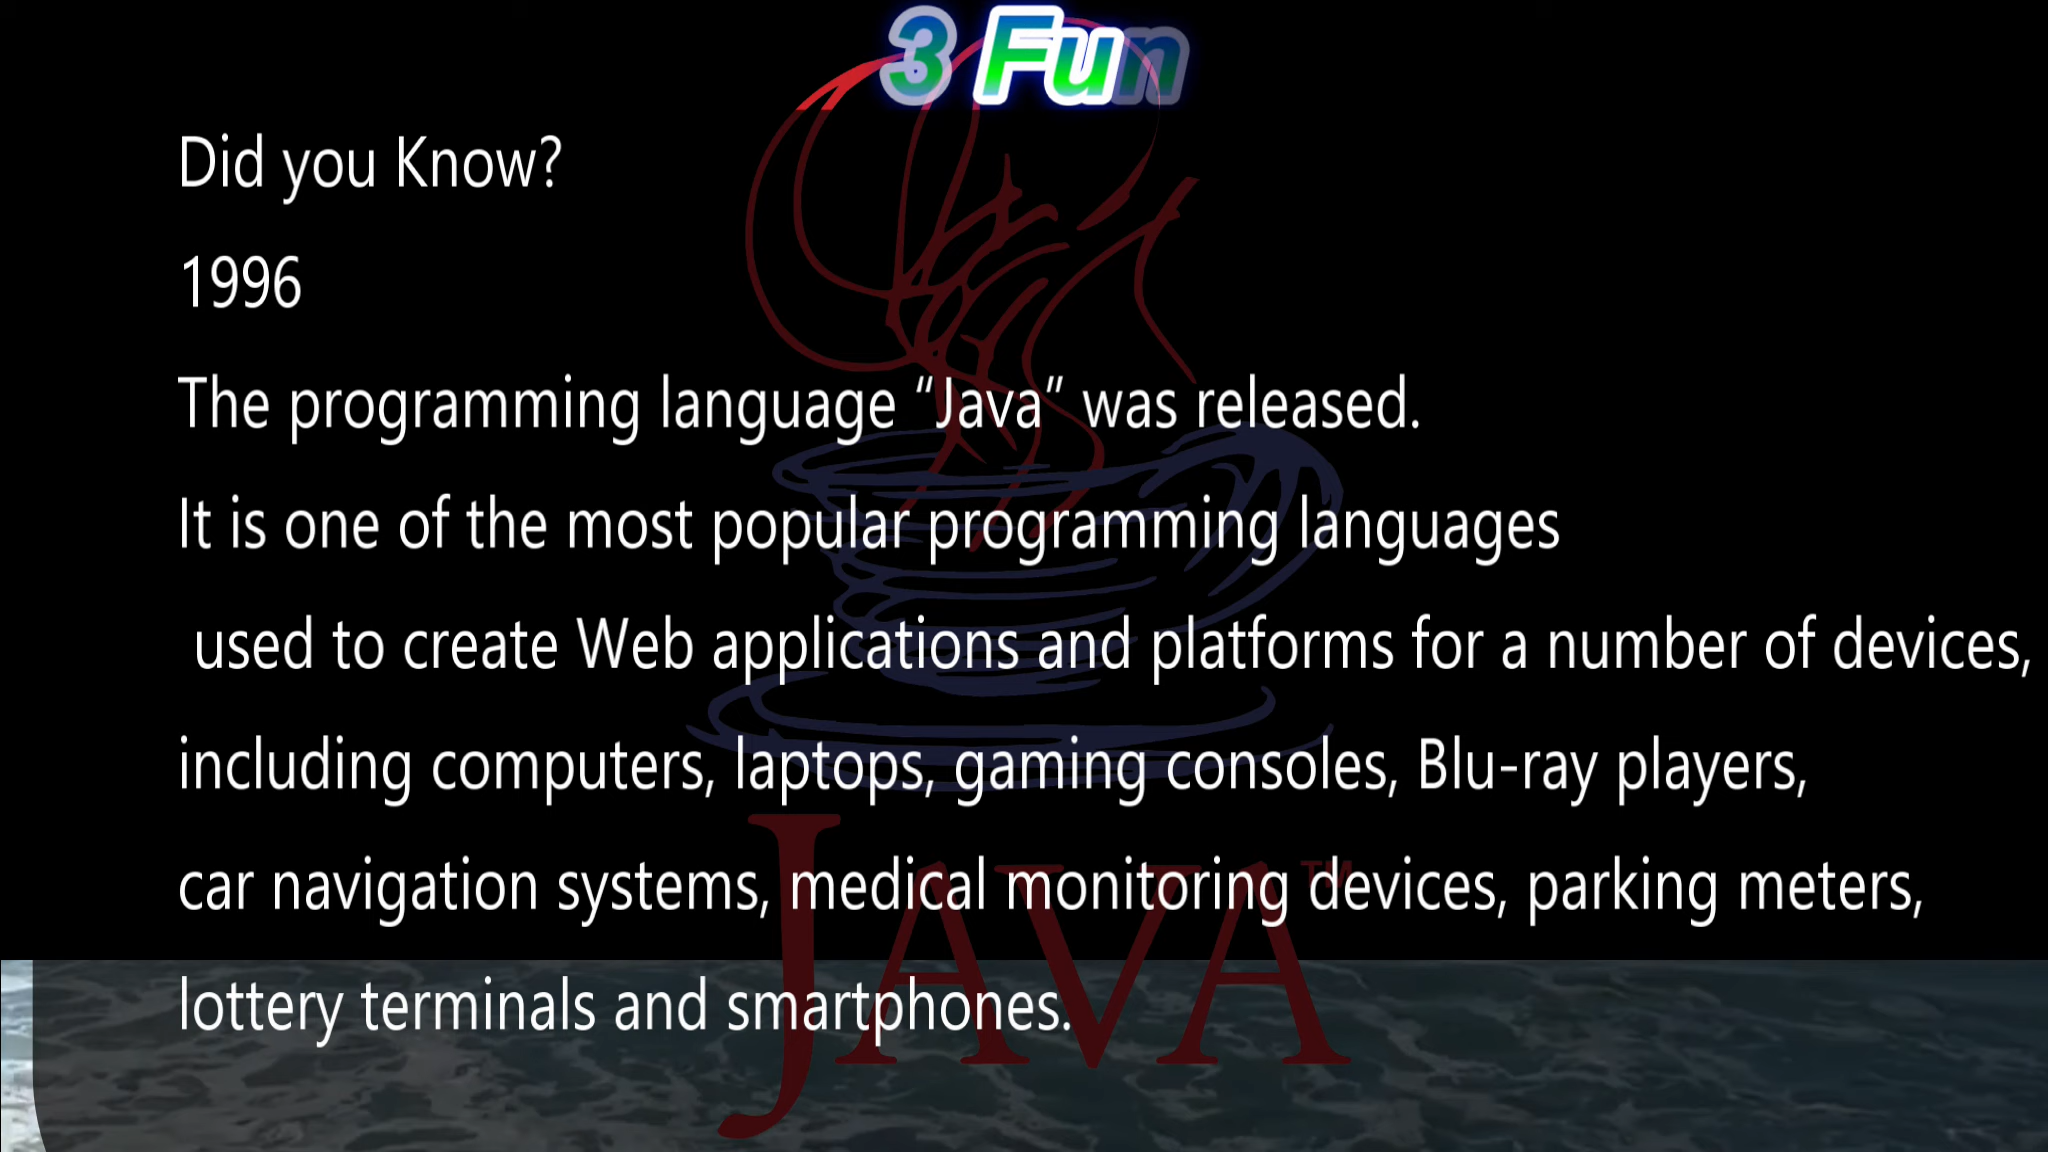 3 Fun
Did you Know?
1996
The programming language “Java” was released.
It is one of the most popular programming languages
used to create Web applications and platforms for a number of devices,
including computers, laptops, gaming consoles, Blu-ray players,
car navigation systems, medical monitoring devices, parking meters,
lottery terminals and smartphones.
JAVA™